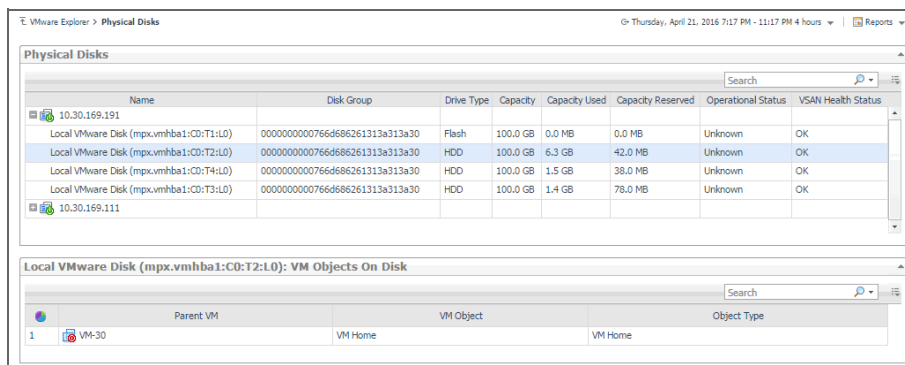 VMware Explorer > Physical Disks
Thursday, April 21, 2016 7:17 PM - 11:17 PM 4 hours
Reports
Physical Disks
Search
Name Disk Group Drive Type Capacity Capacity Used Capacity Reserved Operational Status VSAN Health Status
10.30.169.191
Local VMware Disk (mpx.vmhba1:C0:T1:L0) 0000000000766d686261313a313a30 Flash 100.0 GB 0.0 MB 0.0 MB Unknown OK
Local VMware Disk (mpx.vmhba1:C0:T2:L0) 0000000000766d686261313a313a30 HDD 100.0 GB 6.3 GB 42.0 MB Unknown OK
Local VMware Disk (mpx.vmhba1:C0:T4:L0) 0000000000766d686261313a313a30 HDD 100.0 GB 1.5 GB 38.0 MB Unknown OK
Local VMware Disk (mpx.vmhba1:C0:T3:L0) 0000000000766d686261313a313a30 HDD 100.0 GB 1.4 GB 78.0 MB Unknown OK
10.30.169.111
Local VMware Disk (mpx.vmhba1:C0:T2:L0): VM Objects On Disk
Search
Parent VM VM Object Object Type
1 VM-30 VM Home VM Home